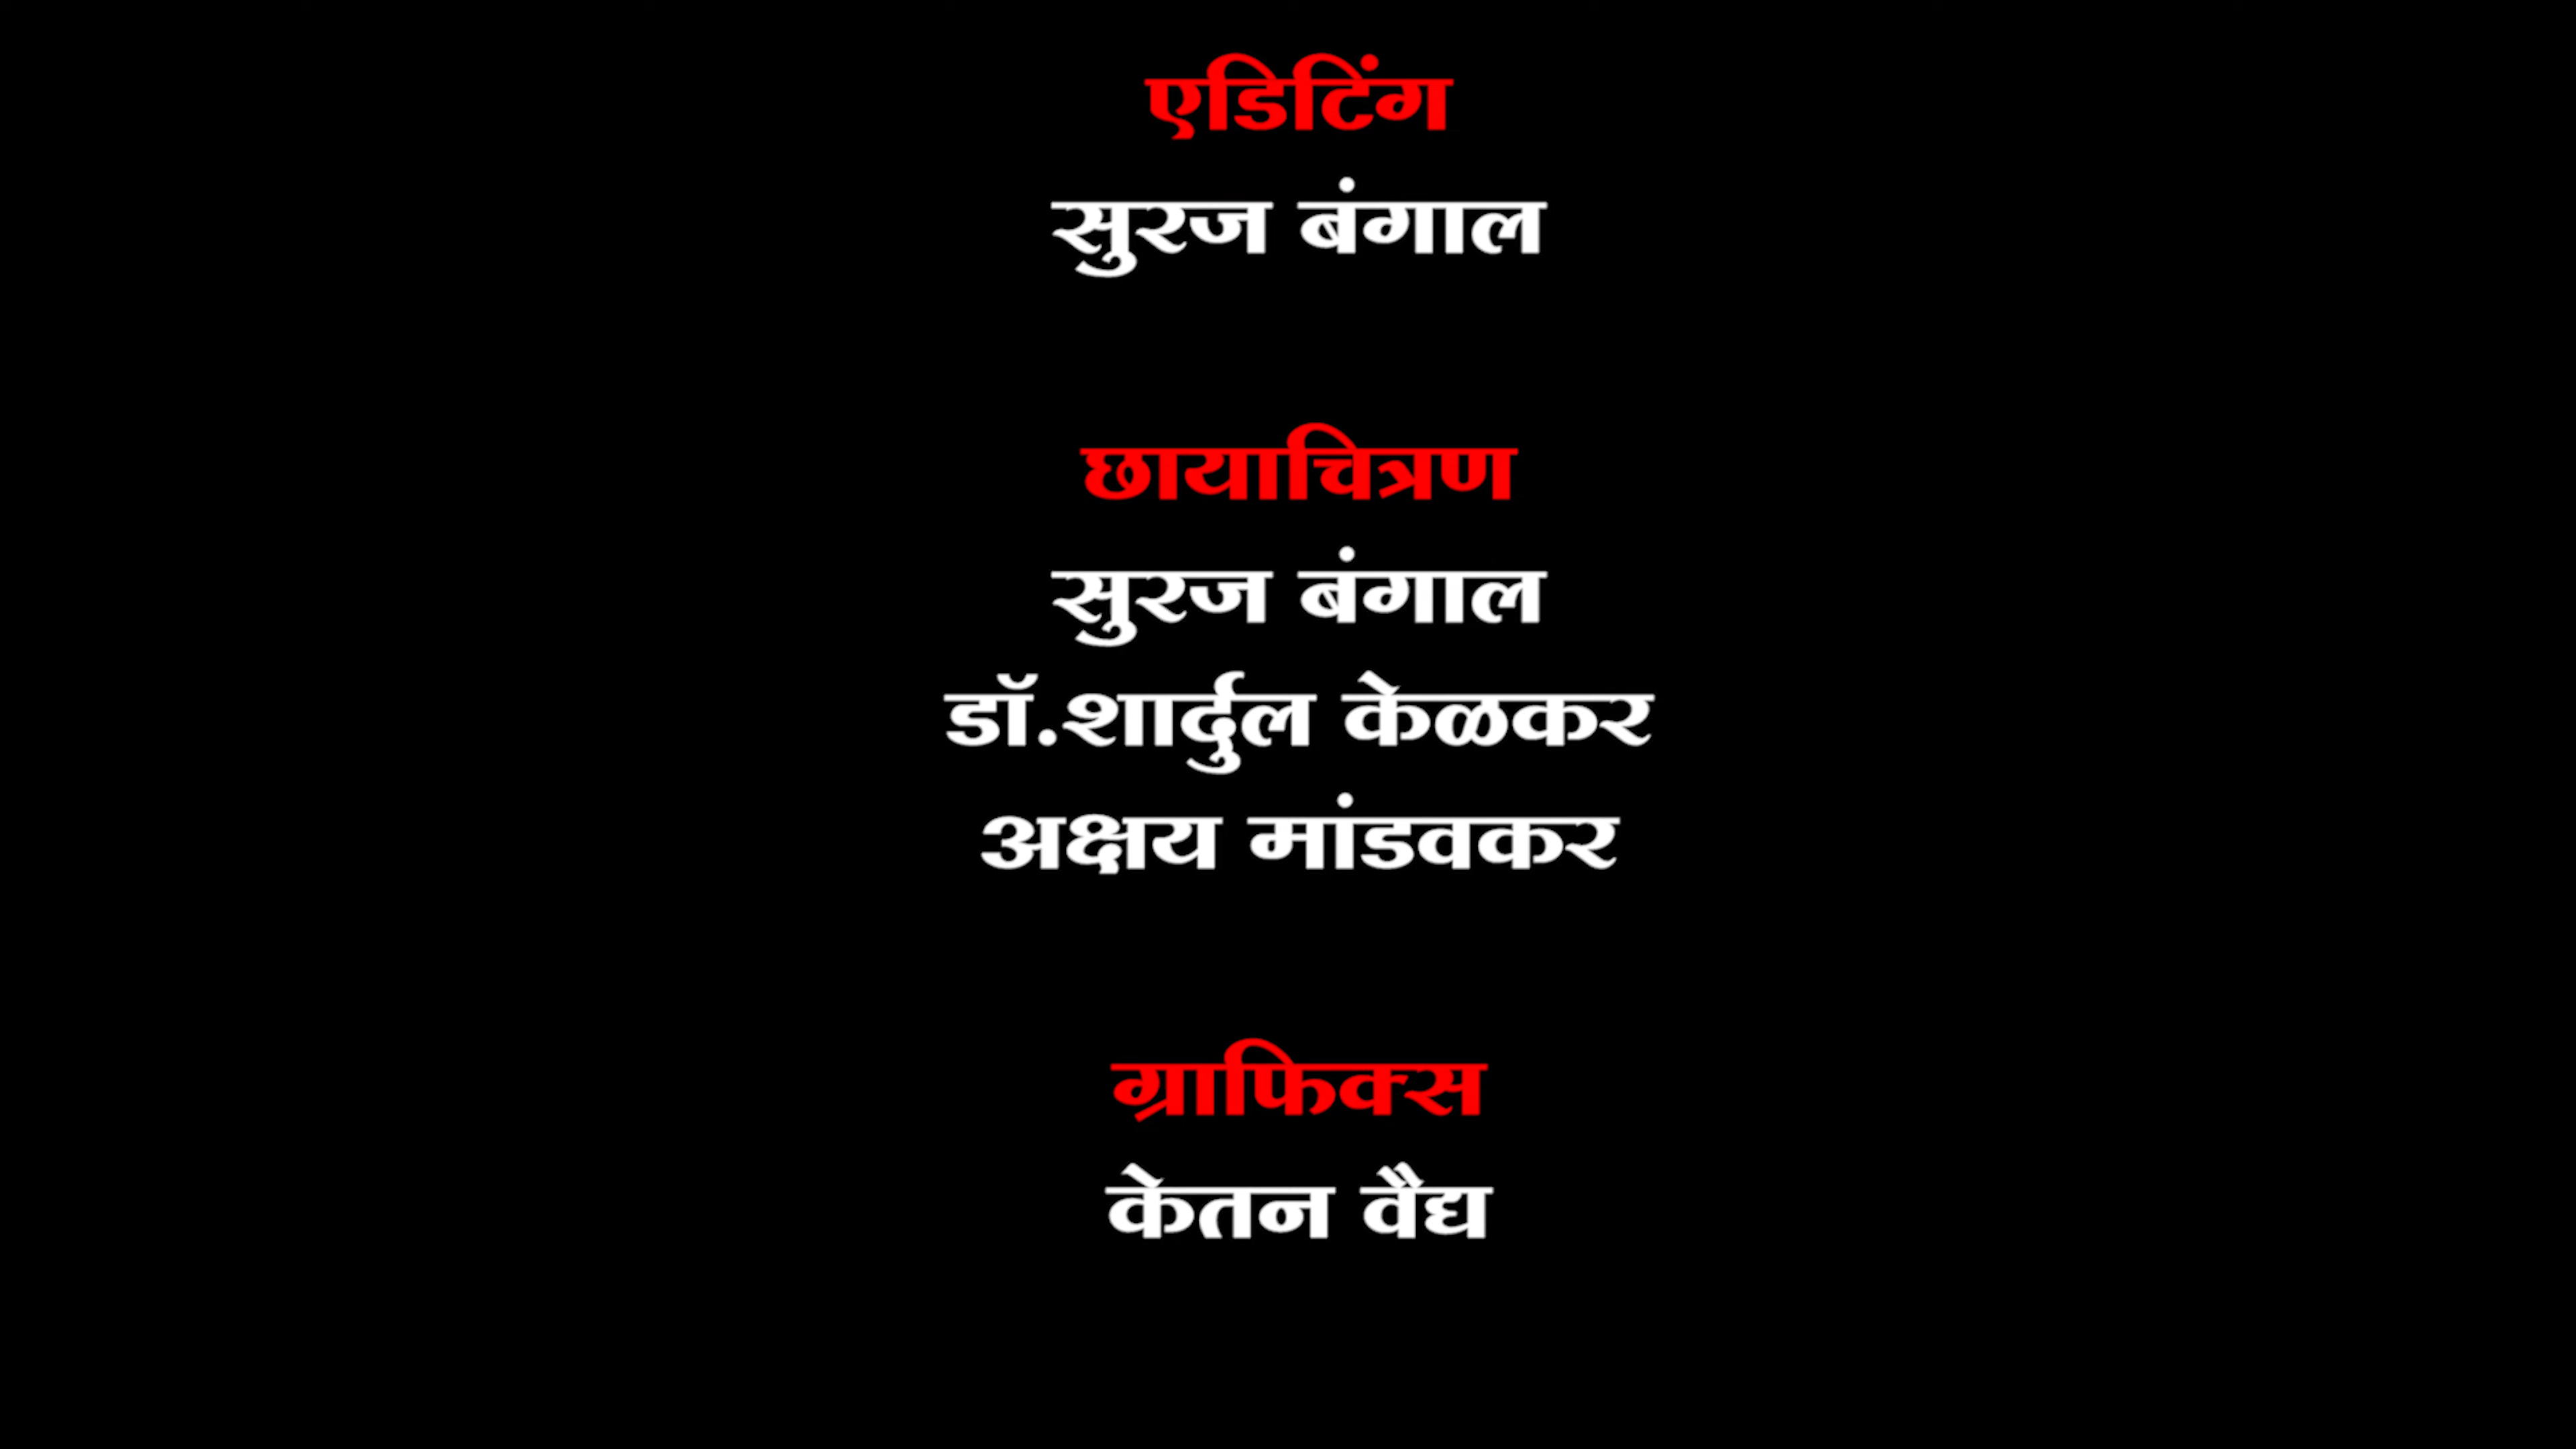 एडिटिंग
सुरज बंगाल
छायाचित्रण
सुरज बंगाल
डॉ.शार्दुल केळकर
अक्षय मांडवकर
ग्राफिक्स
केतन वैद्य